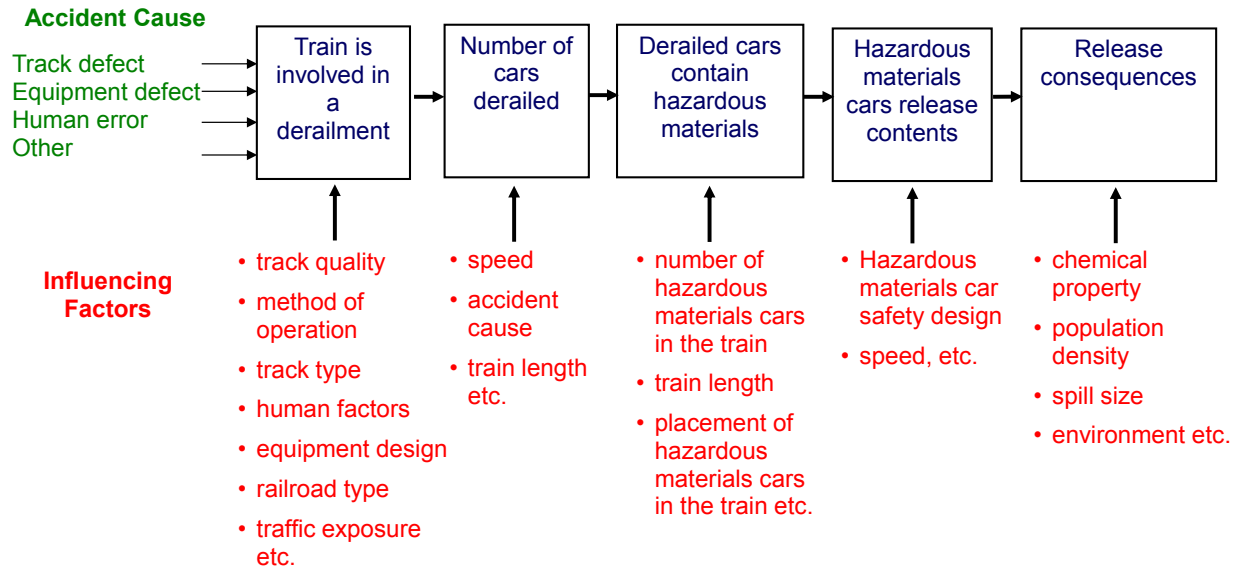 Accident Cause
Track defect
Equipment defect
Human error
Other
Train is
involved in
a
derailment
Number of
cars
derailed
Derailed cars
contain
hazardous
materials
Hazardous
materials
cars release
contents
Release
consequences
Influencing
Factors
• track quality
• method of
operation
• track type
• human factors
• equipment design
• railroad type
• traffic exposure
etc.
• speed
• accident
cause
• train length
etc.
• number of
hazardous
materials cars
in the train
• train length
• placement of
hazardous
materials cars
in the train etc.
• Hazardous
materials car
safety design
• speed, etc.
• chemical
property
• population
density
• spill size
• environment etc.